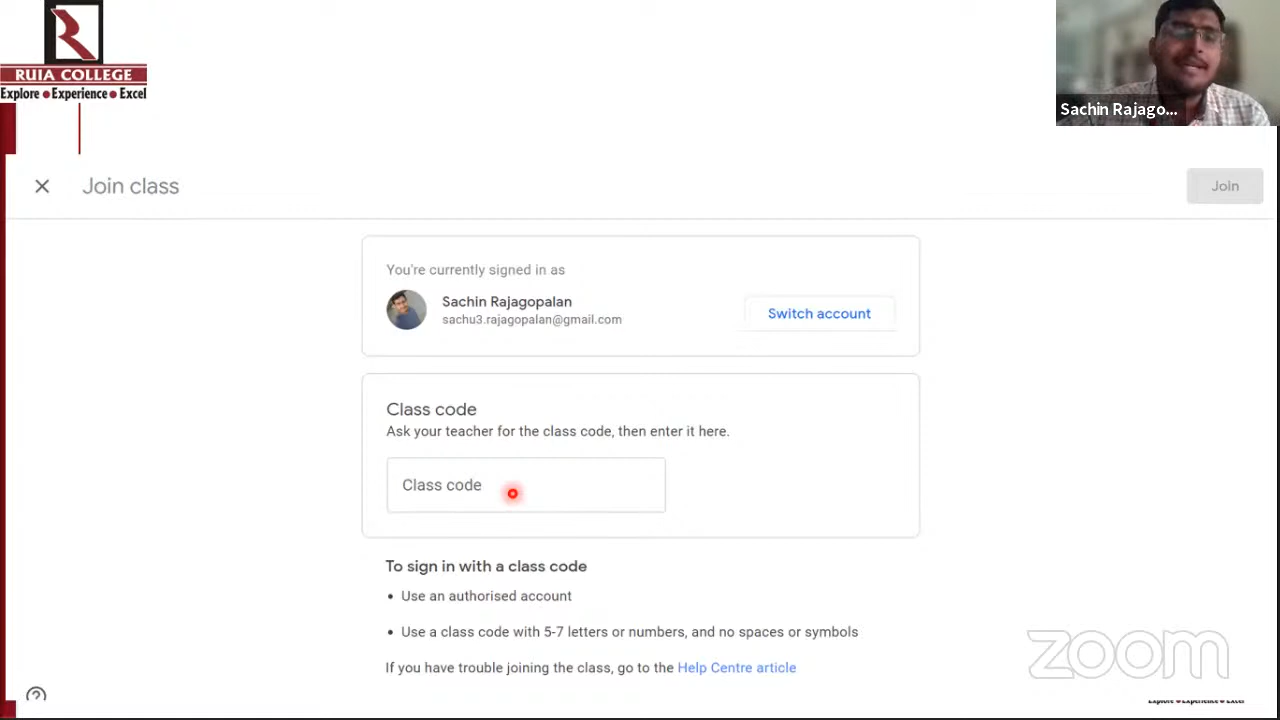 RUIA COLLEGE
Explore Experience Excel
Sachin Rajago...
Join class
Join
You're currently signed in as
Sachin Rajagopalan
sachu3.rajagopalan@gmail.com
Switch account
Class code
Ask your teacher for the class code, then enter it here.
Class code
To sign in with a class code
• Use an authorised account
• Use a class code with 5-7 letters or numbers, and no spaces or symbols
If you have trouble joining the class, go to the Help Centre article
zoom
Explore Experience Excel